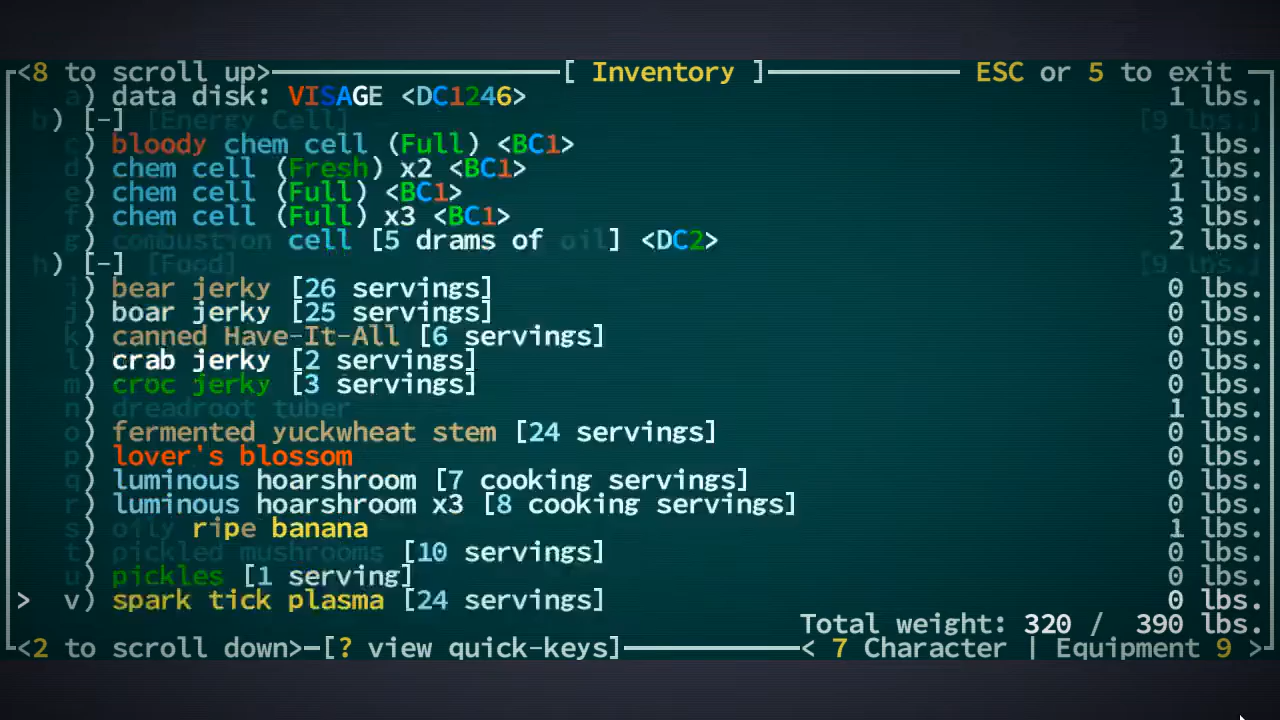 <8 to scroll up> [ Inventory ] ESC or 5 to exit
a) data disk: VISAGE <DC1246> 1 lbs.
b) [-] [Energy Cell] [9 lbs.]
c) bloody chem cell (Full) <BC1> 1 lbs.
d) chem cell (Fresh) x2 <BC1> 2 lbs.
e) chem cell (Full) <BC1> 1 lbs.
f) chem cell (Full) x3 <BC1> 3 lbs.
g) combustion cell [5 drams of oil] <DC2> 2 lbs.
h) [-] [Food] [9 lbs.]
i) bear jerky [26 servings] 0 lbs.
j) boar jerky [25 servings] 0 lbs.
k) canned Have-It-All [6 servings] 0 lbs.
l) crab jerky [2 servings] 0 lbs.
m) croc jerky [3 servings] 0 lbs.
n) dreadroot tuber 1 lbs.
o) fermented yuckwheat stem [24 servings] 0 lbs.
p) lover's blossom 0 lbs.
q) luminous hoarshroom [7 cooking servings] 0 lbs.
r) luminous hoarshroom x3 [8 cooking servings] 0 lbs.
s) oily ripe banana 1 lbs.
t) pickled mushrooms [10 servings] 0 lbs.
u) pickles [1 serving] 0 lbs.
> v) spark tick plasma [24 servings] 0 lbs.
Total weight: 320 / 390 lbs.
<2 to scroll down> [? view quick-keys] < 7 Character | Equipment 9 >